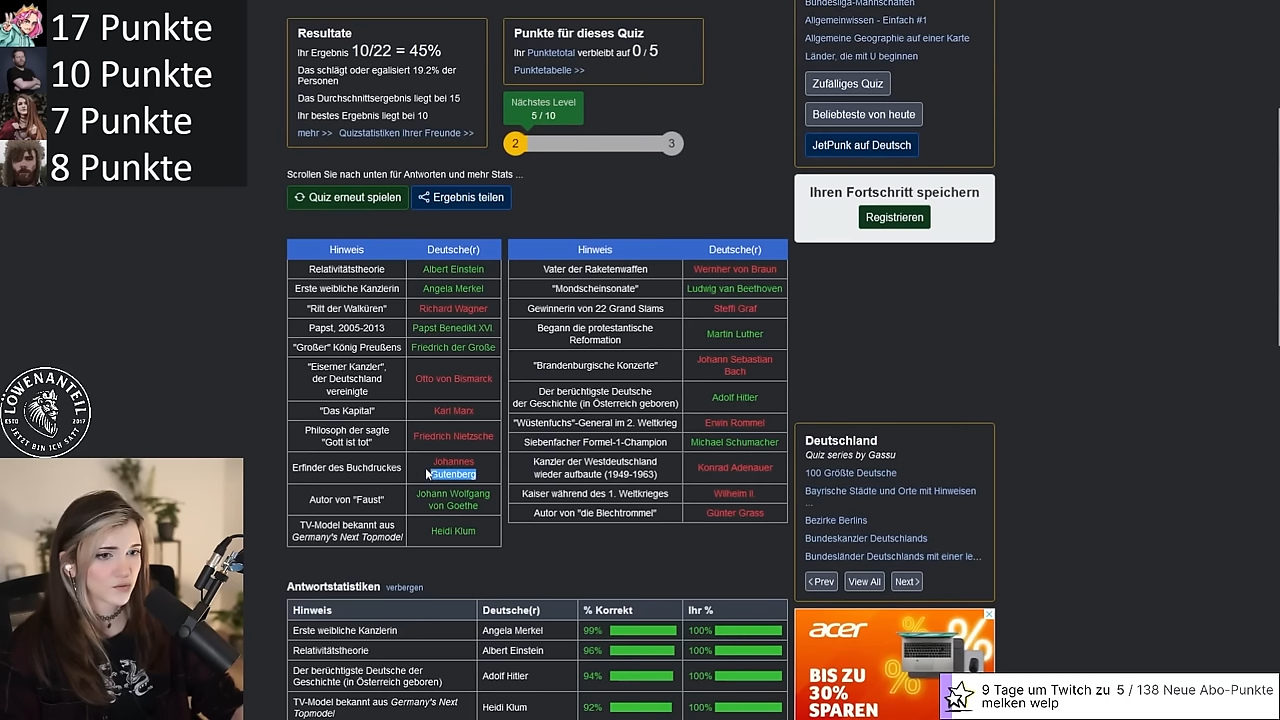 17 Punkte
10 Punkte
7 Punkte
8 Punkte
Resultate
Ihr Ergebnis 10/22 = 45%
Das schlägt oder egalisiert 19.2% der
Personen
Das Durchschnittsergebnis liegt bei 15
Ihr bestes Ergebnis liegt bei 10
mehr >> Quizstatistiken Ihrer Freunde >>
Punkte für dieses Quiz
Ihr Punktetotal verbleibt auf 0 / 5
Punktetabelle >>
Nächstes Level
5 / 10
2
3
Scrollen Sie nach unten für Antworten und mehr Stats ...
Quiz erneut spielen
Ergebnis teilen
Hinweis Deutsche(r)
Relativitätstheorie Albert Einstein
Erste weibliche Kanzlerin Angela Merkel
"Ritt der Walküren" Richard Wagner
Papst, 2005-2013 Papst Benedikt XVI.
"Großer" König Preußens Friedrich der Große
"Eiserner Kanzler",
der Deutschland
vereinigte
Otto von Bismarck
"Das Kapital" Karl Marx
Philosoph der sagte
"Gott ist tot"
Friedrich Nietzsche
Erfinder des Buchdruckes
Johannes
Gutenberg
Autor von "Faust"
Johann Wolfgang
von Goethe
TV-Model bekannt aus
Germany's Next Topmodel
Heidi Klum
Hinweis Deutsche(r)
Vater der Raketenwaffen Wernher von Braun
"Mondscheinsonate" Ludwig van Beethoven
Gewinnerin von 22 Grand Slams Steffi Graf
Begann die protestantische
Reformation
Martin Luther
"Brandenburgische Konzerte"
Johann Sebastian
Bach
Der berüchtigste Deutsche
der Geschichte (in Österreich geboren)
Adolf Hitler
"Wüstenfuchs"-General im 2. Weltkrieg Erwin Rommel
Siebenfacher Formel-1-Champion Michael Schumacher
Kanzler der Westdeutschland
wieder aufbaute (1949-1963)
Konrad Adenauer
Kaiser während des 1. Weltkrieges Wilhelm II.
Autor von "die Blechtrommel" Günter Grass
Antwortstatistiken verbergen
Hinweis Deutsche(r) % Korrekt Ihr %
Erste weibliche Kanzlerin Angela Merkel 99% 100%
Relativitätstheorie Albert Einstein 96% 100%
Der berüchtigste Deutsche der
Geschichte (in Österreich geboren)
Adolf Hitler 94% 100%
TV-Model bekannt aus Germany's Next
Topmodel
Heidi Klum 92% 100%
Bundesliga-Mannschaften
Allgemeinwissen - Einfach #1
Allgemeine Geographie auf einer Karte
Länder, die mit U beginnen
Zufälliges Quiz
Beliebteste von heute
JetPunk auf Deutsch
Ihren Fortschritt speichern
Registrieren
Deutschland
Quiz series by Gassu
100 Größte Deutsche
Bayrische Städte und Orte mit Hinweisen
...
Bezirke Berlins
Bundeskanzler Deutschlands
Bundesländer Deutschlands mit einer le...
Prev
View All
Next
acer
BIS ZU
30%
SPAREN
9 Tage um Twitch zu 5 / 138 Neue Abo-Punkte
melken welp
LÖWENANTEIL
ESTD 2017
JETZT BIN ICH SATT